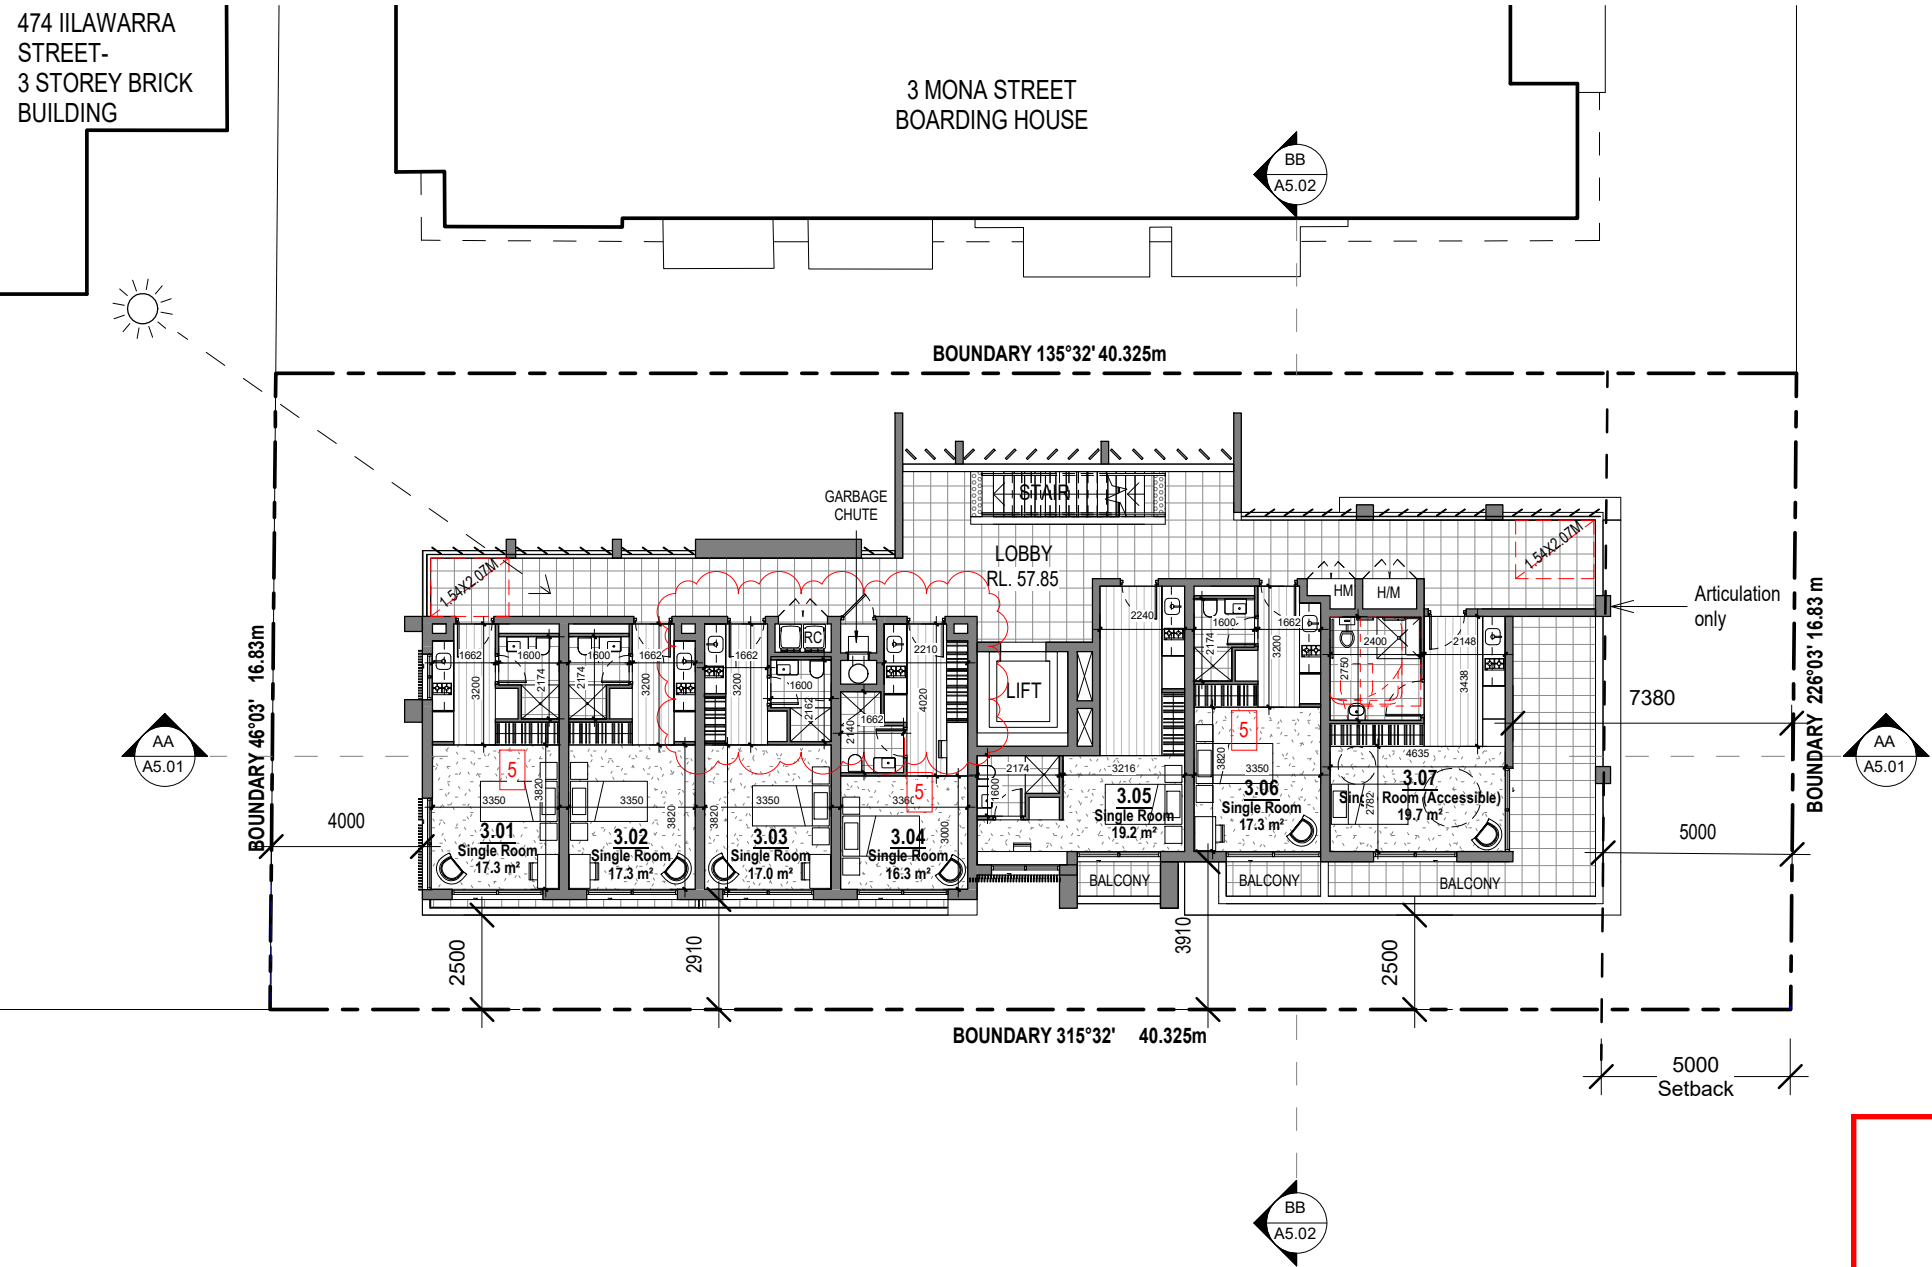 474 IILAWARRA
STREET-
3 STOREY BRICK
BUILDING
3 MONA STREET
BOARDING HOUSE
BB
A5.02
BOUNDARY 135°32' 40.325m
GARBAGE
CHUTE
STAIR
LOBBY
RL. 57.85
1.54X2.07M
1.54X2.07M
HM
H/M
Articulation
only
RC
LIFT
1662
1600
1600
1662
1662
1600
2210
2240
1600
1662
2400
2148
3200
2174
2174
3200
3200
2162
2140
1662
4020
2174
3200
2750
3438
BOUNDARY 46°03' 16.83m
BOUNDARY 226°03' 16.83 m
7380
AA
A5.01
AA
A5.01
5
5
5
2174
3216
1600
3820
3350
4635
3350
3820
3350
3820
3820
3350
3360
3000
2782
4000
5000
3.01
Single Room
17.3 m²
3.02
Single Room
17.3 m²
3.03
Single Room
17.0 m²
3.04
Single Room
16.3 m²
3.05
Single Room
19.2 m²
3.06
Single Room
17.3 m²
3.07
Room (Accessible)
19.7 m²
BALCONY
BALCONY
BALCONY
2500
2910
3910
2500
BOUNDARY 315°32' 40.325m
5000
Setback
BB
A5.02